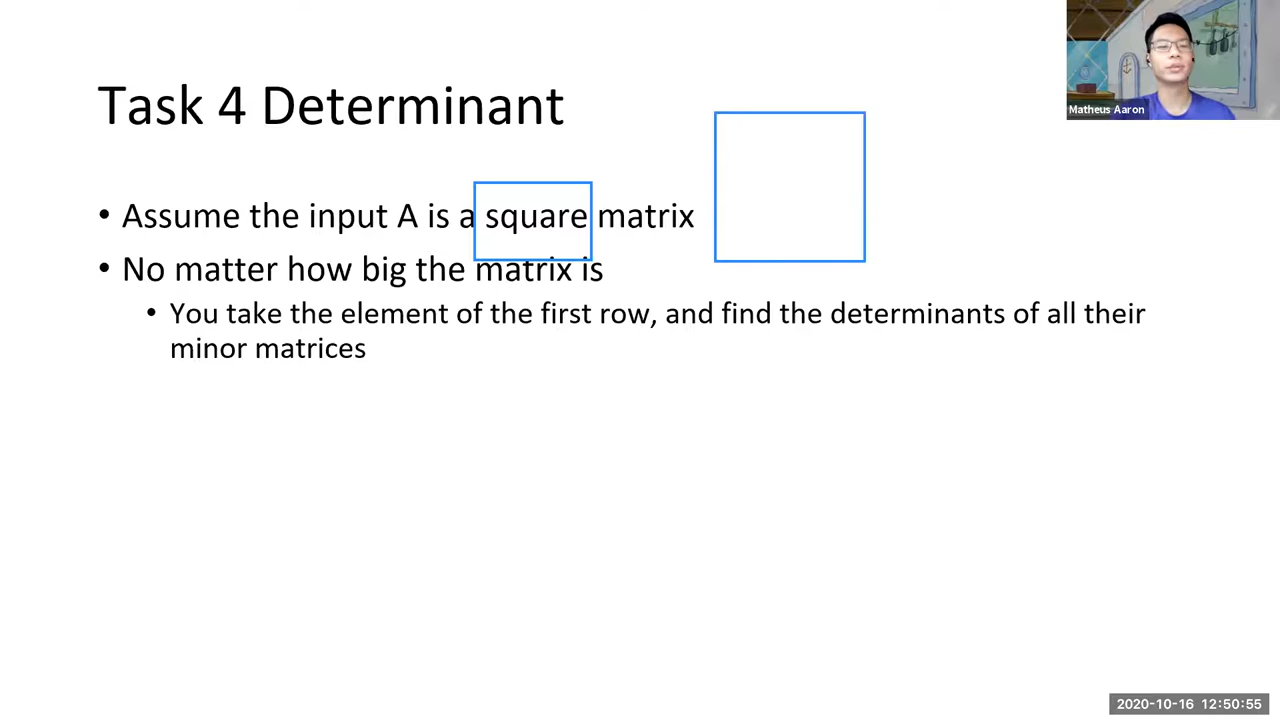 Matheus Aaron
Task 4 Determinant
• Assume the input A is a square matrix
• No matter how big the matrix is
• You take the element of the first row, and find the determinants of all their
minor matrices
2020-10-16 12:50:55